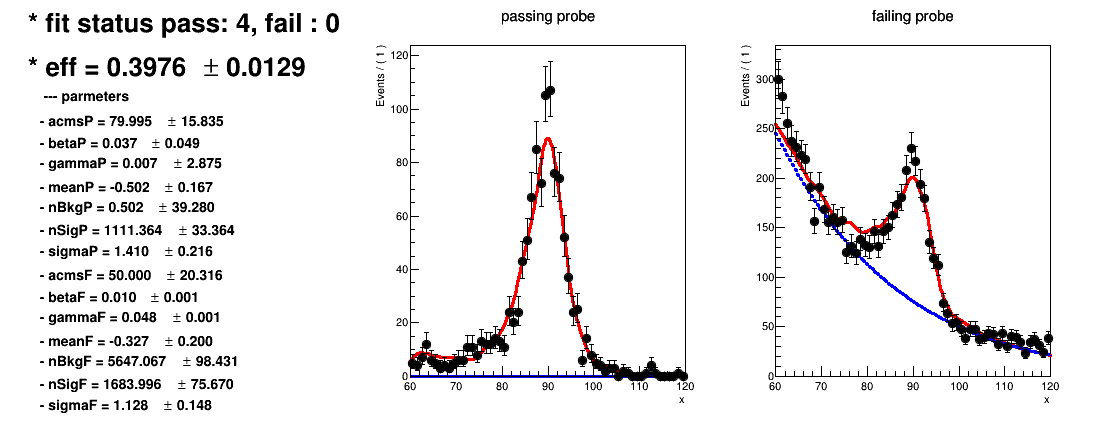 * fit status pass: 4, fail : 0
* eff = 0.3976 ± 0.0129
--- parmeters
- acmsP = 79.995 ± 15.835
- betaP = 0.037 ± 0.049
- gammaP = 0.007 ± 2.875
- meanP = -0.502 ± 0.167
- nBkgP = 0.502 ± 39.280
- nSigP = 1111.364 ± 33.364
- sigmaP = 1.410 ± 0.216
- acmsF = 50.000 ± 20.316
- betaF = 0.010 ± 0.001
- gammaF = 0.048 ± 0.001
- meanF = -0.327 ± 0.200
- nBkgF = 5647.067 ± 98.431
- nSigF = 1683.996 ± 75.670
- sigmaF = 1.128 ± 0.148
passing probe
Events / ( 1 )
120
100
80
60
40
20
0
60 70 80 90 100 110 120
x
failing probe
Events / ( 1 )
300
250
200
150
100
50
0
60 70 80 90 100 110 120
x